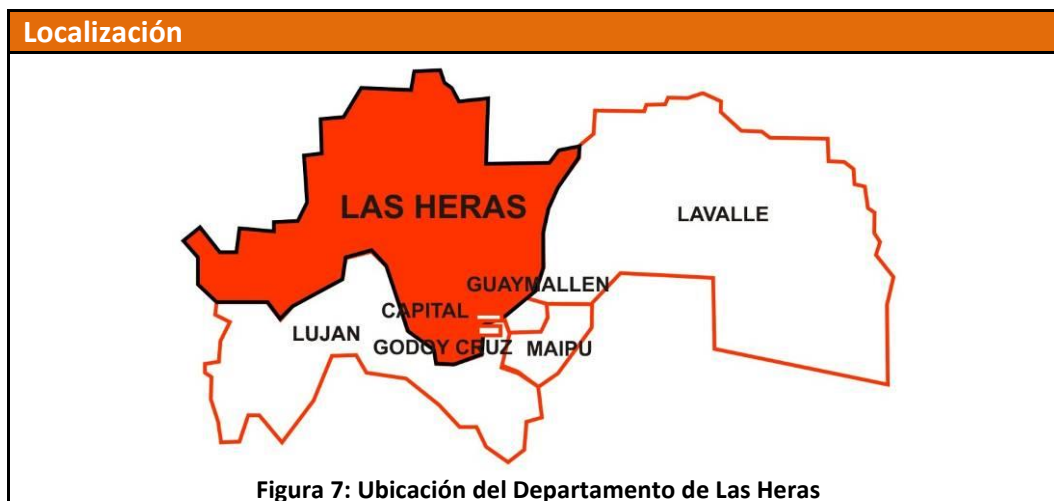 Localización
LAS HERAS
LAVALLE
GUAYMALLEN
CAPITAL
LUJAN
GODOY CRUZ
MAIPU
Figura 7: Ubicación del Departamento de Las Heras